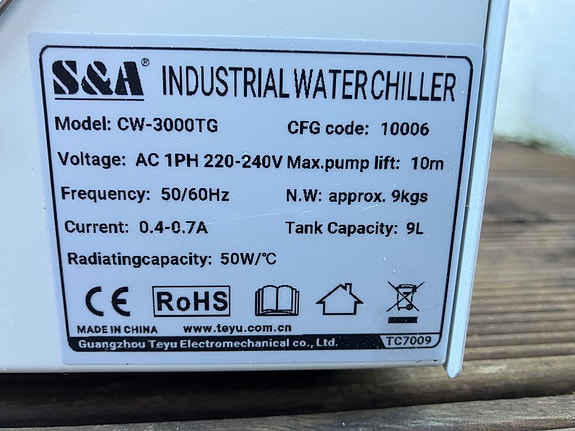 S&A® INDUSTRIAL WATER CHILLER
Model: CW-3000TG CFG code: 10006
Voltage: AC 1PH 220-240V Max.pump lift: 10m
Frequency: 50/60Hz N.W: approx. 9kgs
Current: 0.4-0.7A Tank Capacity: 9L
Radiatingcapacity: 50W/℃
CE RoHS
MADE IN CHINA www.teyu.com.cn
Guangzhou Teyu Electromechanical co., Ltd. TC7009